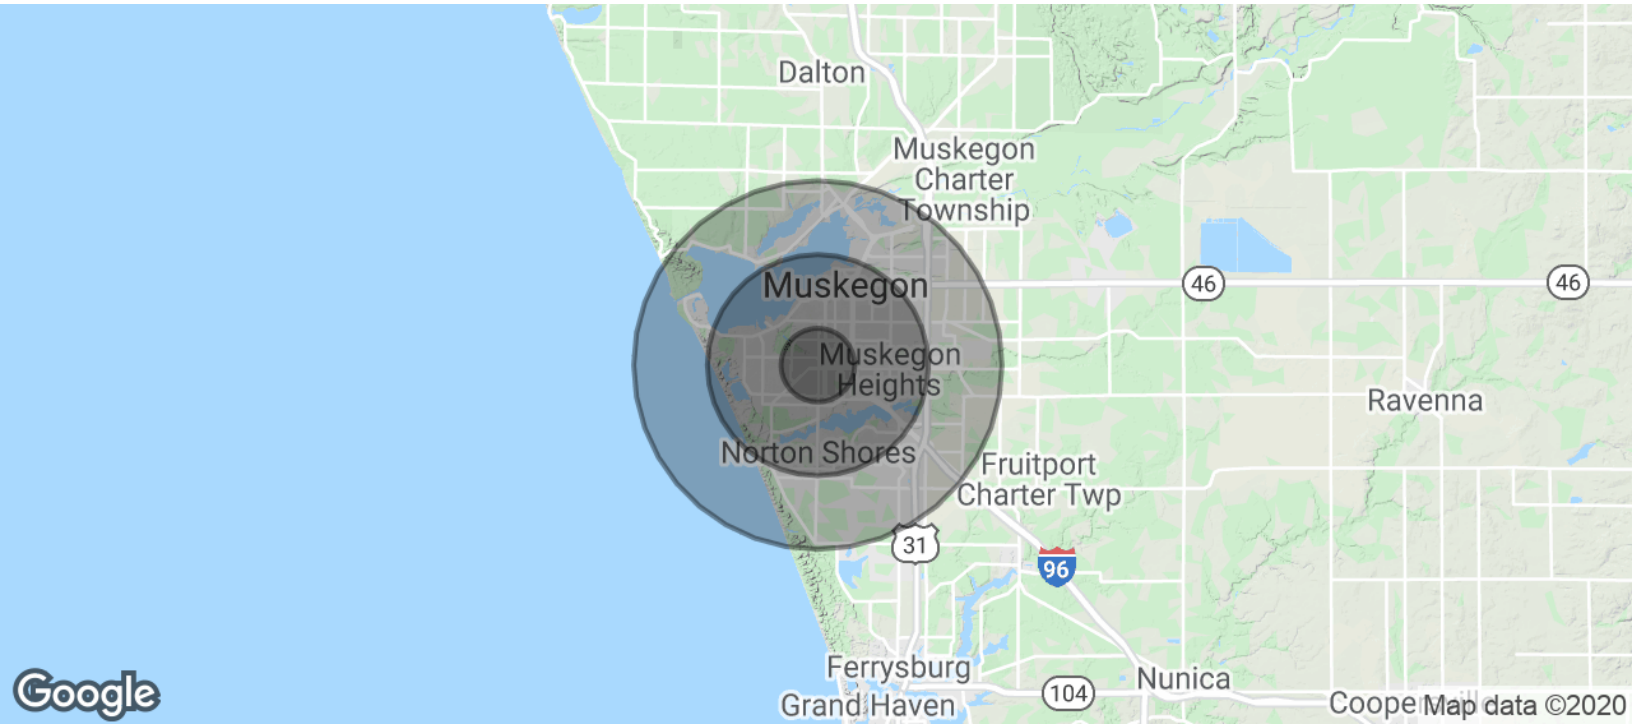 Dalton
Muskegon
Charter
Township
Muskegon
46
46
Muskegon
Heights
Ravenna
Norton Shores
Fruitport
Charter Twp
31
96
Ferrysburg
Nunica
Google
Grand Haven
104
Map data ©2020